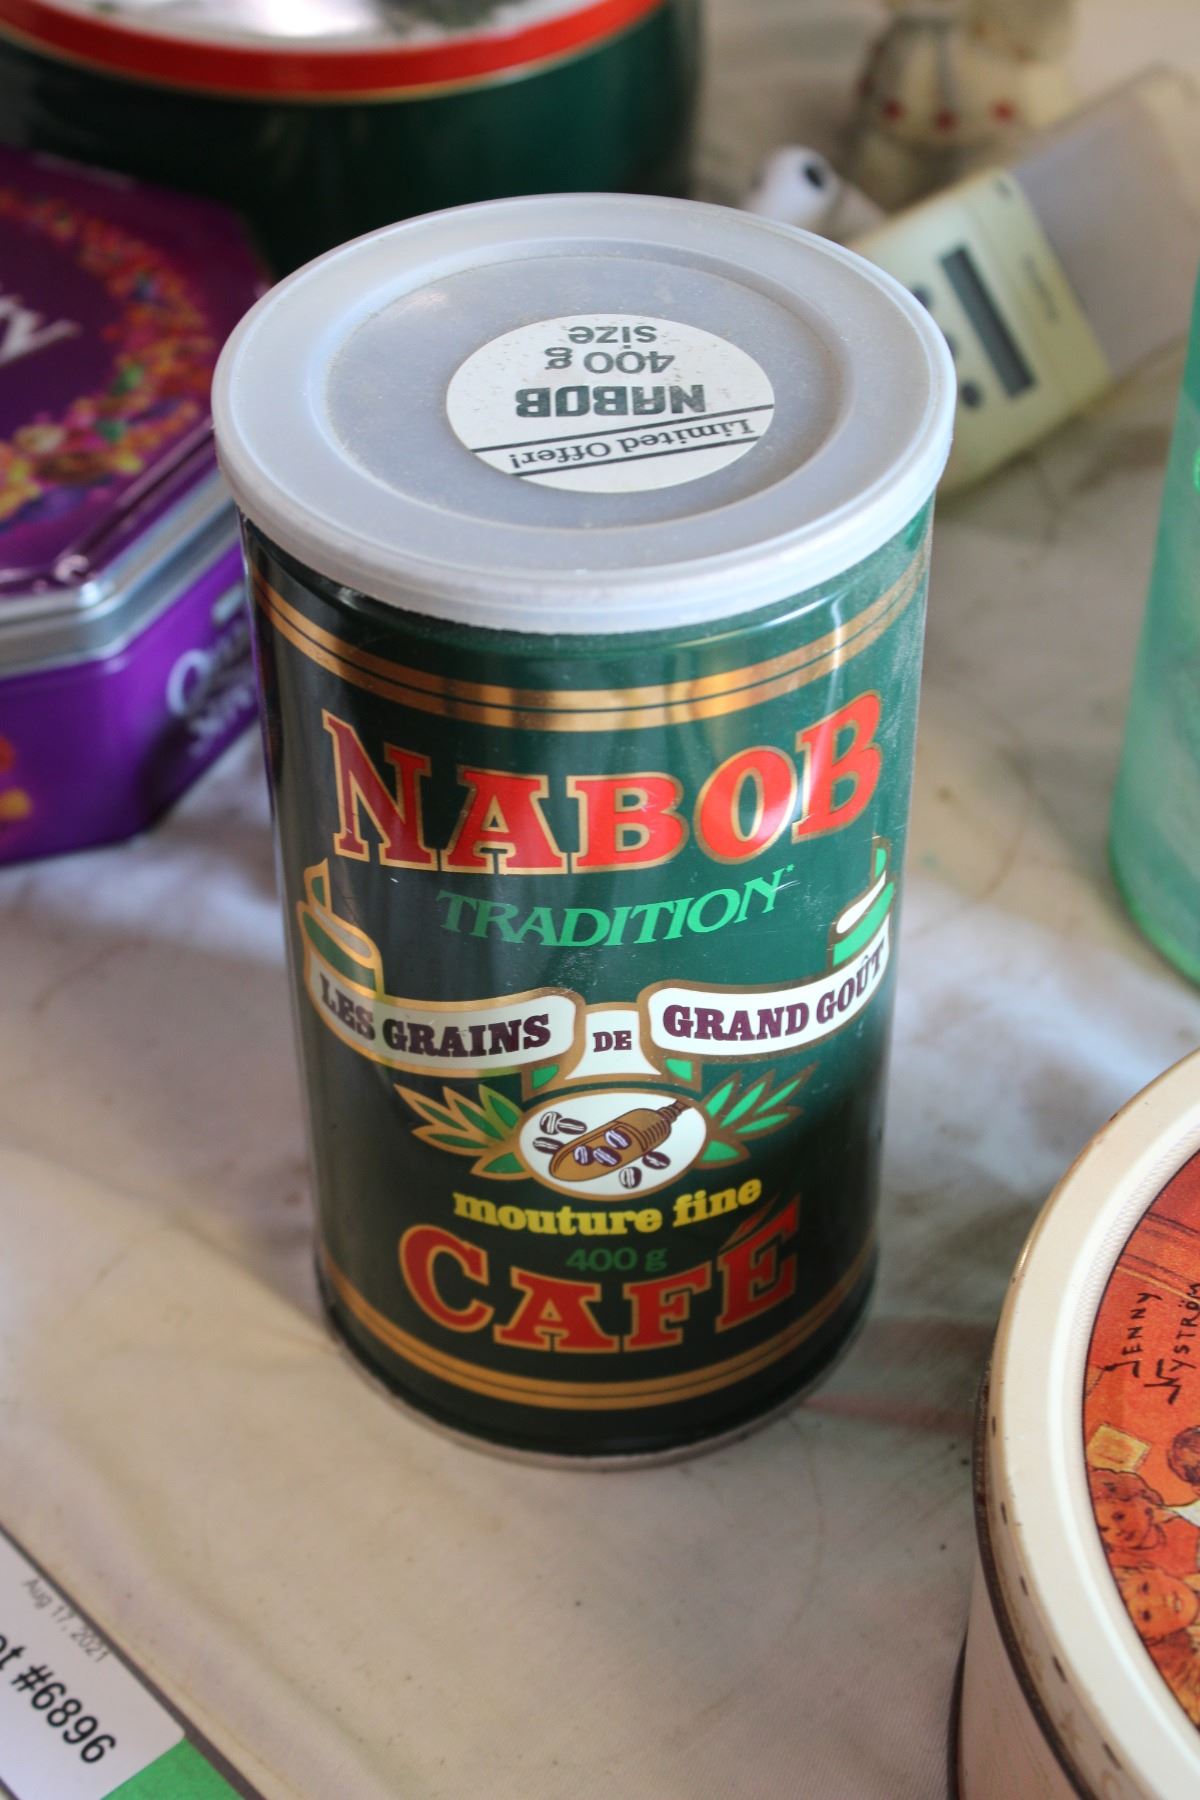 Limited Offer!
NABOB
400 g
size
NABOB
TRADITION*
LES GRAINS DE GRAND GOÛT
mouture fine
400 g
CAFÉ
JENNY
NYSTRÖM
Aug 17, 2021
#6896